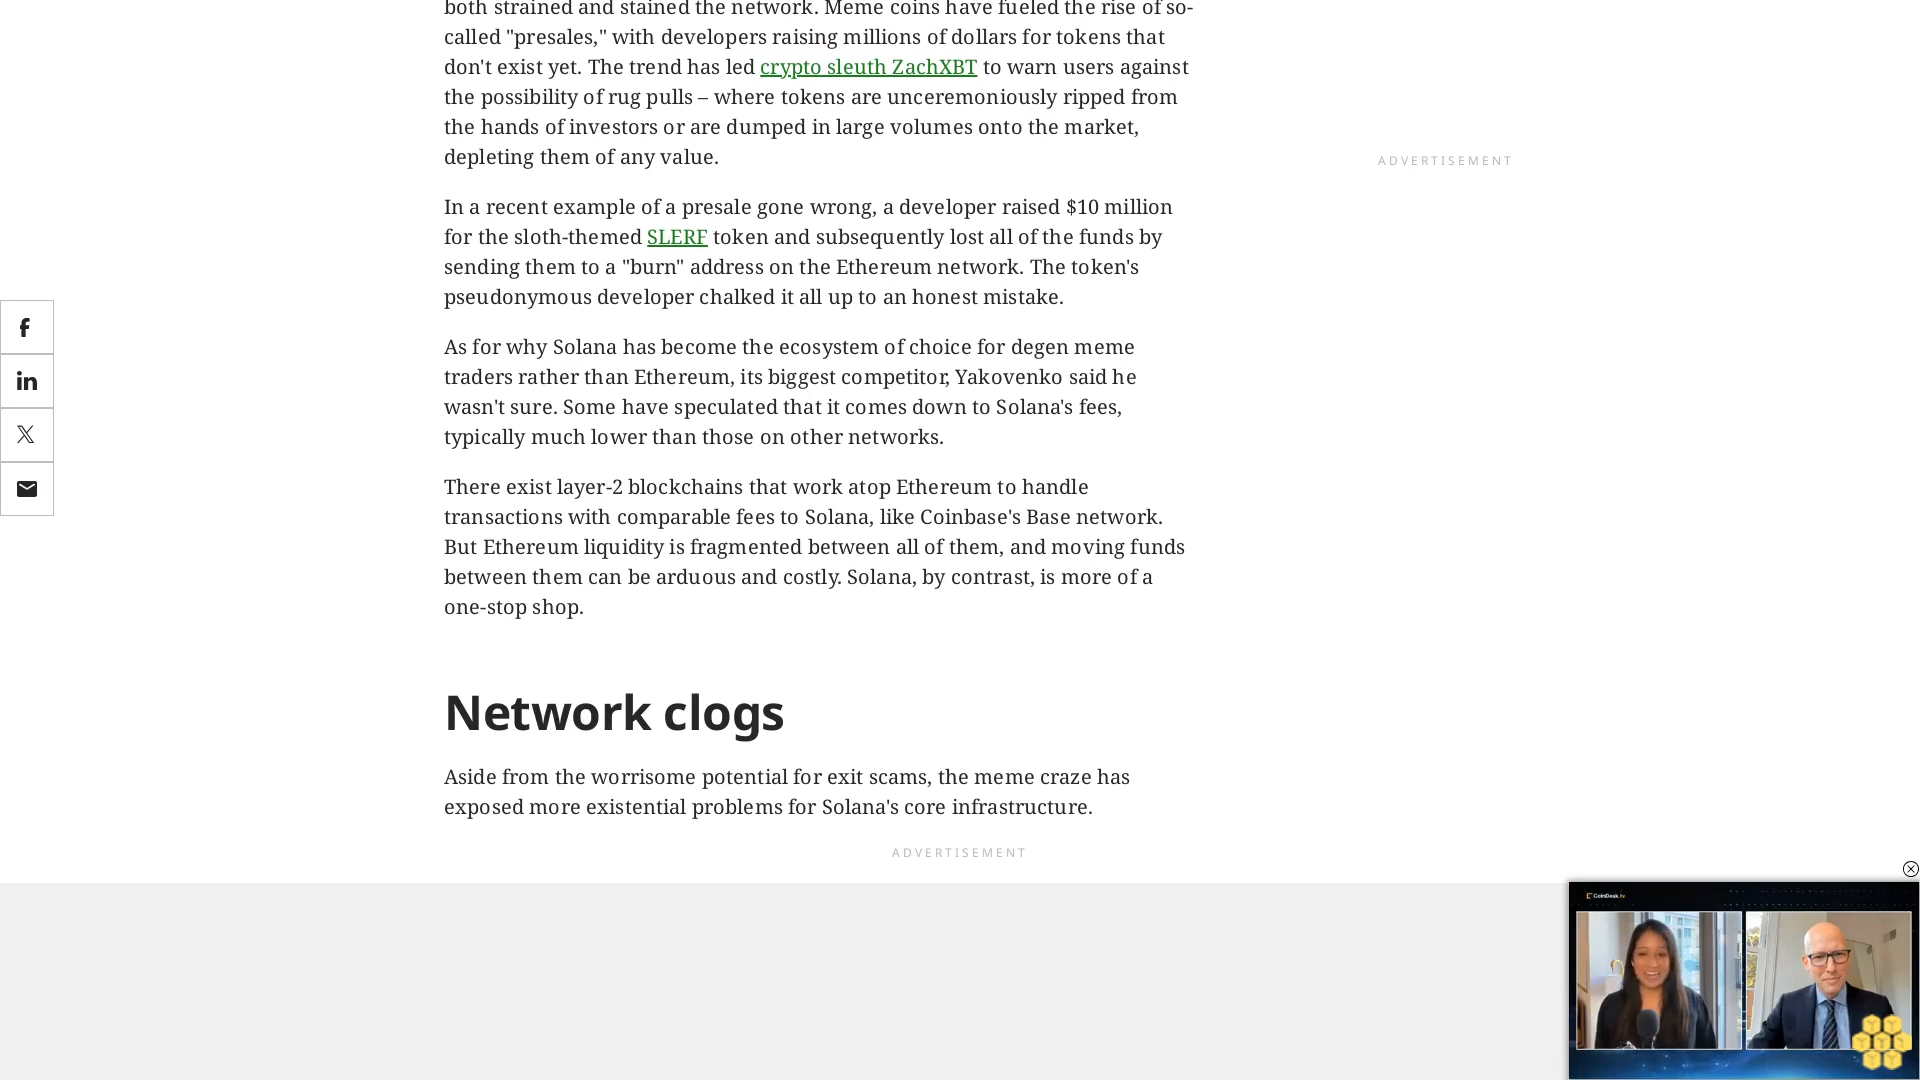 both strained and stained the network. Meme coins have fueled the rise of so-
called "presales," with developers raising millions of dollars for tokens that
don't exist yet. The trend has led crypto sleuth ZachXBT to warn users against
the possibility of rug pulls – where tokens are unceremoniously ripped from
the hands of investors or are dumped in large volumes onto the market,
depleting them of any value.
ADVERTISEMENT
In a recent example of a presale gone wrong, a developer raised $10 million
for the sloth-themed SLERF token and subsequently lost all of the funds by
sending them to a "burn" address on the Ethereum network. The token's
pseudonymous developer chalked it all up to an honest mistake.
As for why Solana has become the ecosystem of choice for degen meme
traders rather than Ethereum, its biggest competitor, Yakovenko said he
wasn't sure. Some have speculated that it comes down to Solana's fees,
typically much lower than those on other networks.
There exist layer-2 blockchains that work atop Ethereum to handle
transactions with comparable fees to Solana, like Coinbase's Base network.
But Ethereum liquidity is fragmented between all of them, and moving funds
between them can be arduous and costly. Solana, by contrast, is more of a
one-stop shop.
Network clogs
Aside from the worrisome potential for exit scams, the meme craze has
exposed more existential problems for Solana's core infrastructure.
ADVERTISEMENT
CoinDesk.tv